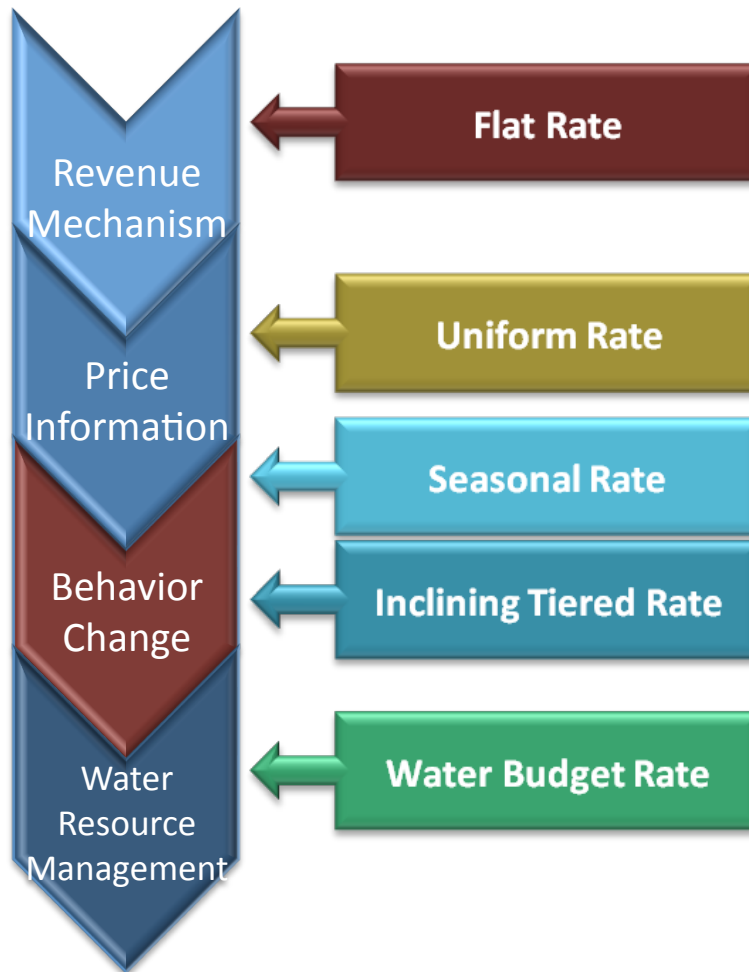 Flat Rate
Revenue
Mechanism
Uniform Rate
Price
Information
Seasonal Rate
Behavior
Change
Inclining Tiered Rate
Water
Resource
Management
Water Budget Rate